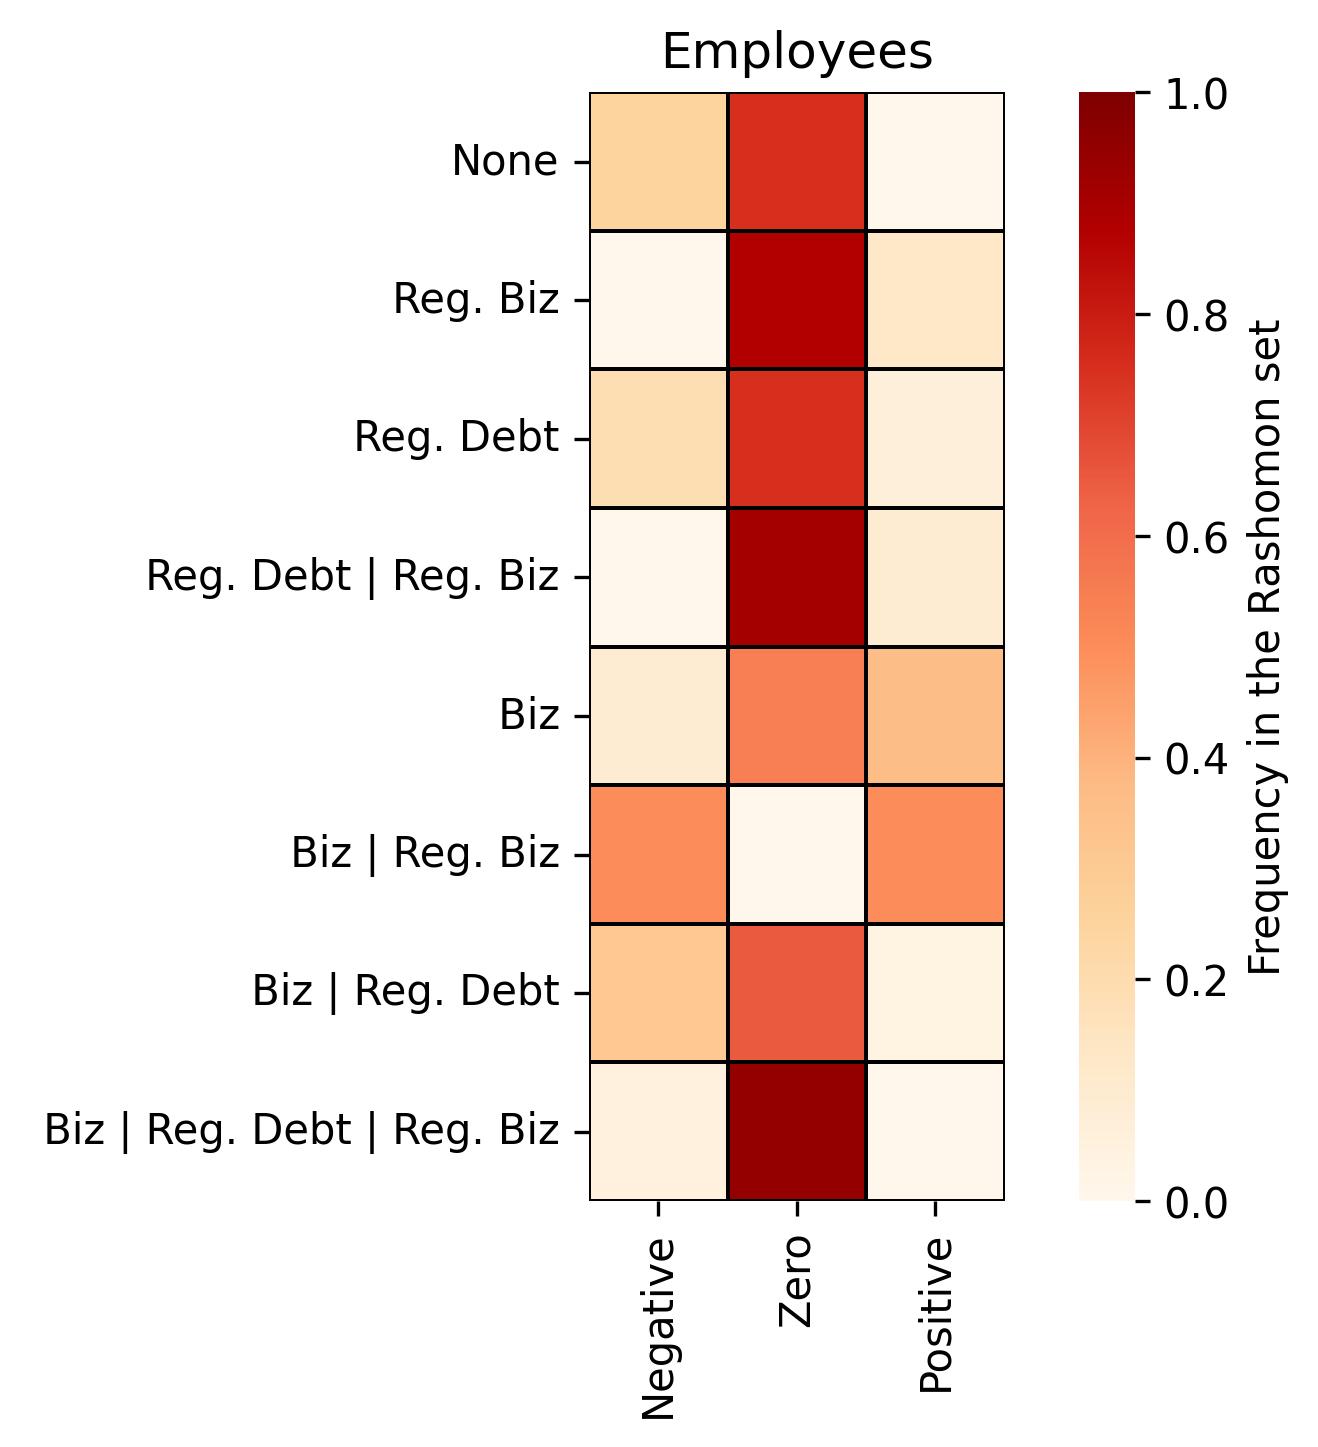 Employees
None
Reg. Biz
Reg. Debt
Reg. Debt | Reg. Biz
Biz
Biz | Reg. Biz
Biz | Reg. Debt
Biz | Reg. Debt | Reg. Biz
Negative
Zero
Positive
1.0
0.8
0.6
0.4
0.2
0.0
Frequency in the Rashomon set